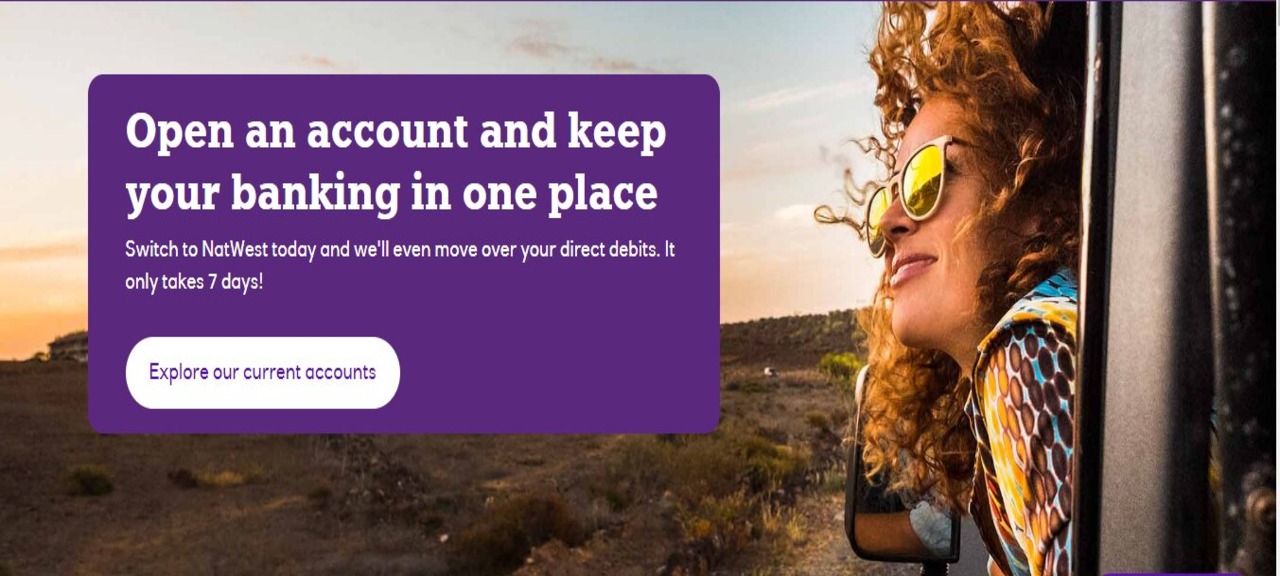 Open an account and keep
your banking in one place
Switch to NatWest today and we'll even move over your direct debits. It
only takes 7 days!
Explore our current accounts